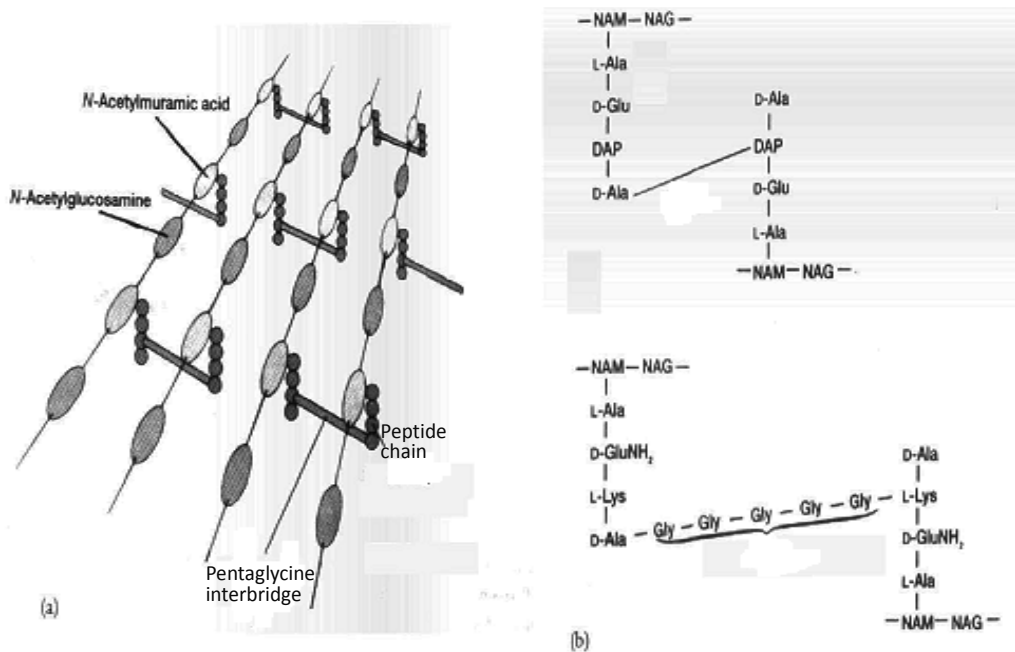 N-Acetylmuramic acid
N-Acetylglucosamine
Peptide
chain
Pentaglycine
interbridge
(a)
—NAM—NAG—
L-Ala
D-Glu
DAP
D-Ala
D-Ala
DAP
D-Glu
L-Ala
—NAM—NAG—
—NAM—NAG—
L-Ala
D-GluNH₂
L-Lys
D-Ala — Gly — Gly — Gly — Gly — Gly —
D-Ala
L-Lys
D-GluNH₂
L-Ala
—NAM—NAG—
(b)